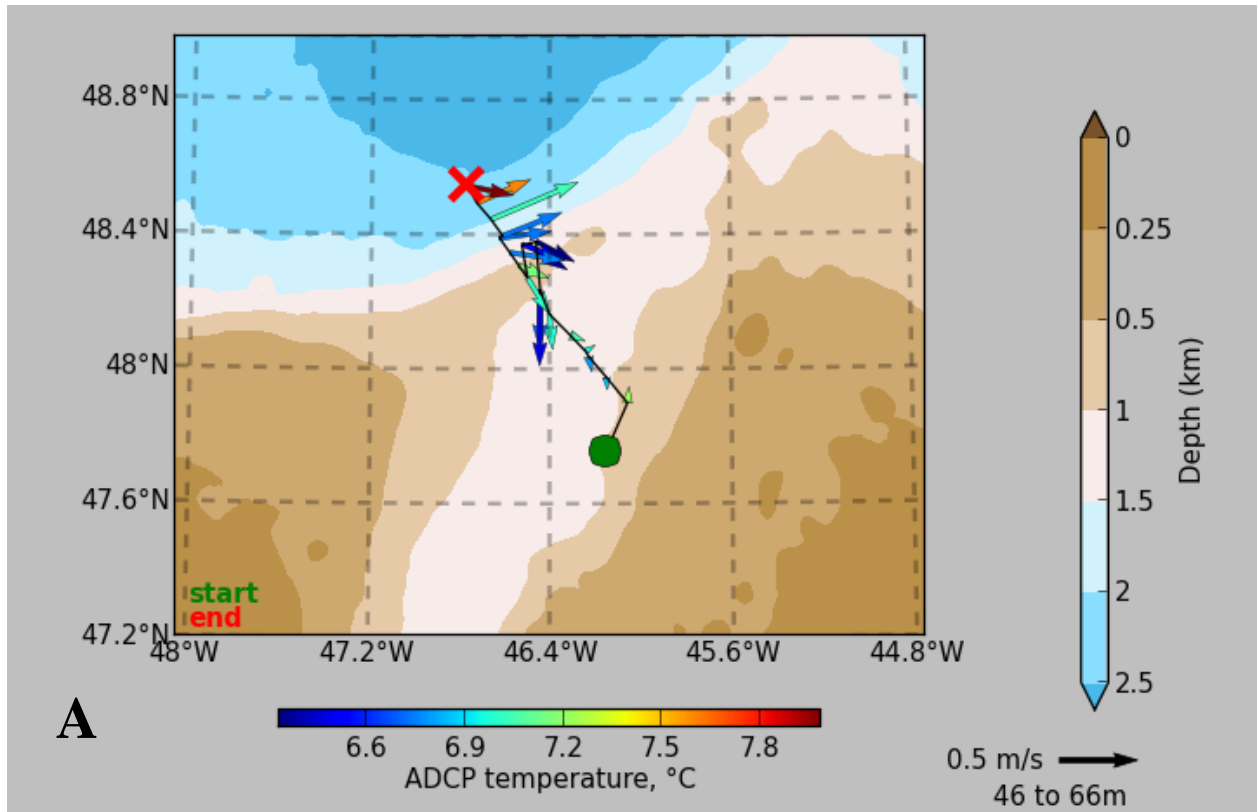 48.8°N
48.4°N
48°N
47.6°N
47.2°N
start
end
48°W 47.2°W 46.4°W 45.6°W 44.8°W
0
0.25
0.5
1
1.5
2
2.5
Depth (km)
A
6.6 6.9 7.2 7.5 7.8
ADCP temperature, °C
0.5 m/s
46 to 66m